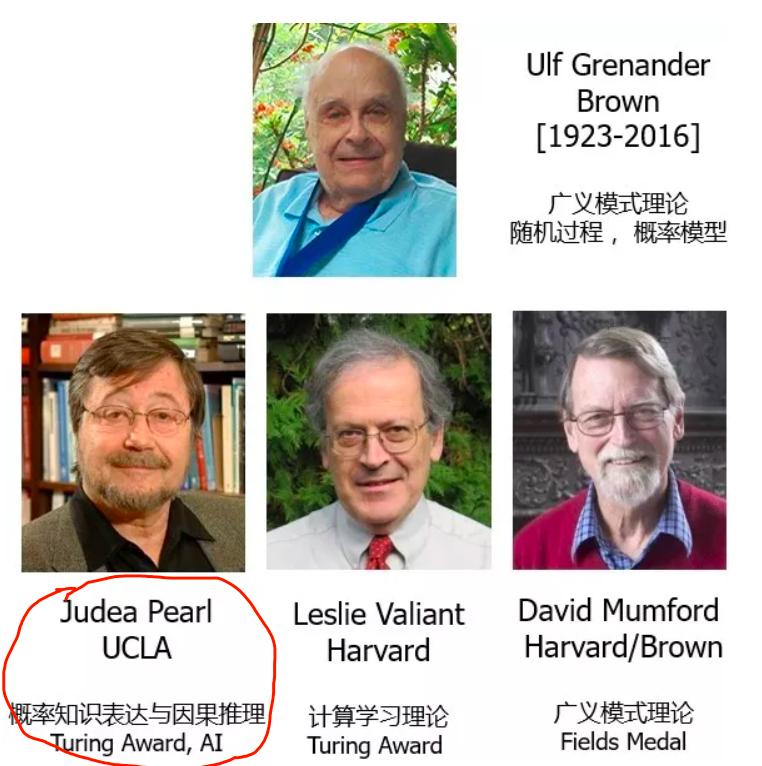 Ulf Grenander
Brown
[1923-2016]
广义模式理论
随机过程 ，概率模型
Judea Pearl
UCLA
概率知识表达与因果推理
Turing Award, AI
Leslie Valiant
Harvard
计算学习理论
Turing Award
David Mumford
Harvard/Brown
广义模式理论
Fields Medal